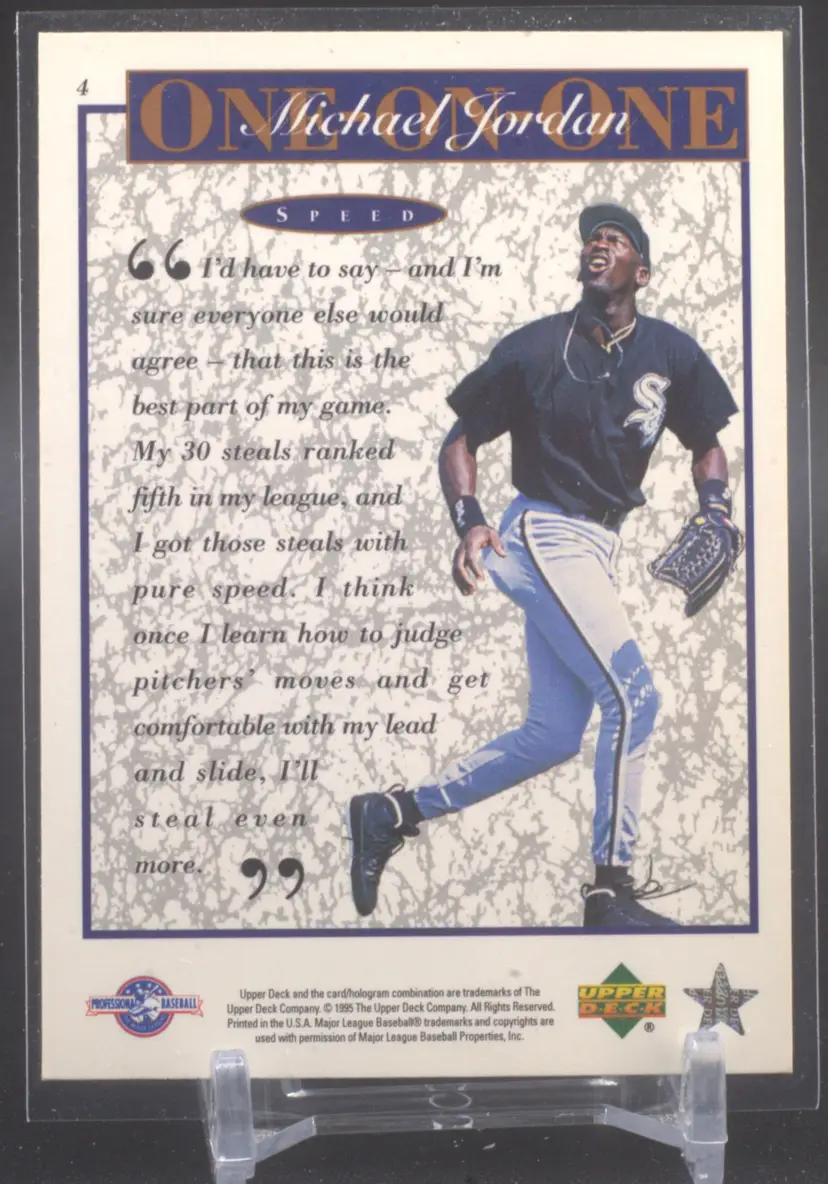 4
ONE-ON-ONE
Michael Jordan
SPEED
“ I'd have to say – and I'm
sure everyone else would
agree – that this is the
best part of my game.
My 30 steals ranked
fifth in my league, and
I got those steals with
pure speed. I think
once I learn how to judge
pitchers' moves and get
comfortable with my lead
and slide, I'll
steal even
more. ”
PROFESSIONAL BASEBALL
Upper Deck and the card/hologram combination are trademarks of The
Upper Deck Company. © 1995 The Upper Deck Company. All Rights Reserved.
Printed in the U.S.A. Major League Baseball® trademarks and copyrights are
used with permission of Major League Baseball Properties, Inc.
UPPER
DECK
®